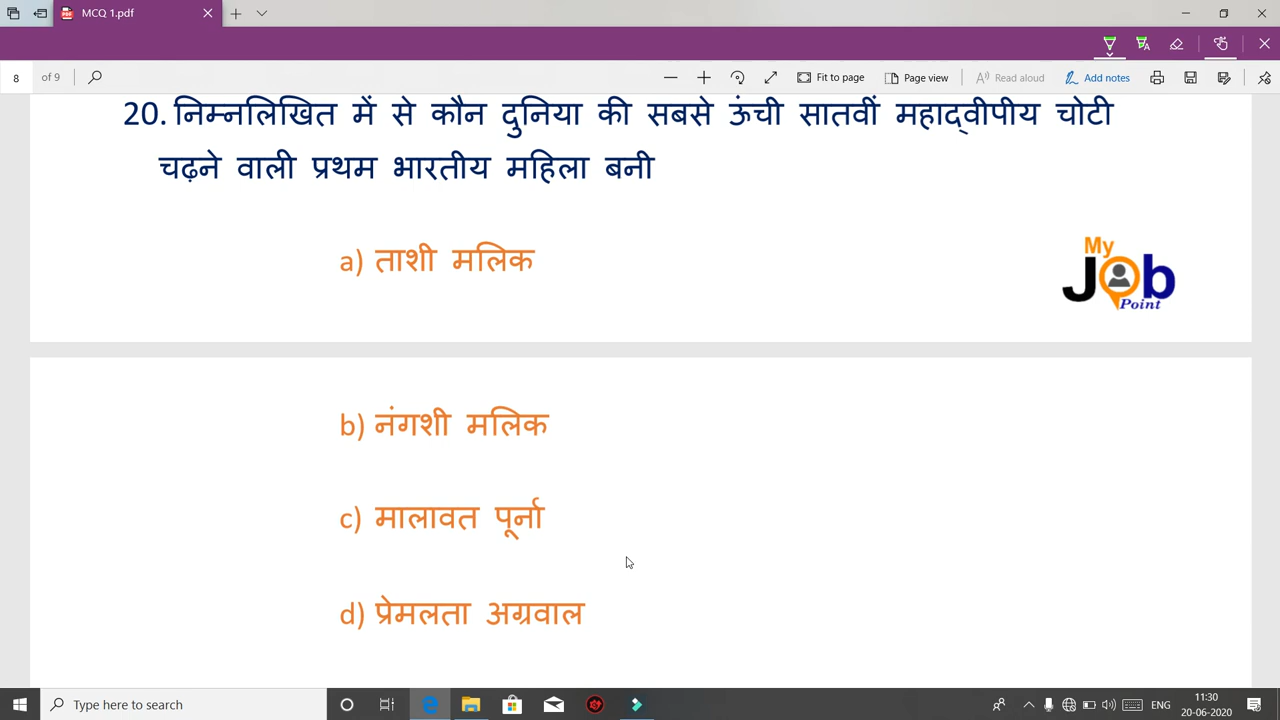 MCQ 1.pdf
8 of 9
Fit to page
Page view
Read aloud
Add notes
20. निम्नलिखित में से कौन दुनिया की सबसे ऊंची सातवीं महाद्वीपीय चोटी
चढ़ने वाली प्रथम भारतीय महिला बनी
a) ताशी मलिक
My
Job
Point
b) नंगशी मलिक
c) मालावत पूर्ना
d) प्रेमलता अग्रवाल
Type here to search
11:30
20-06-2020